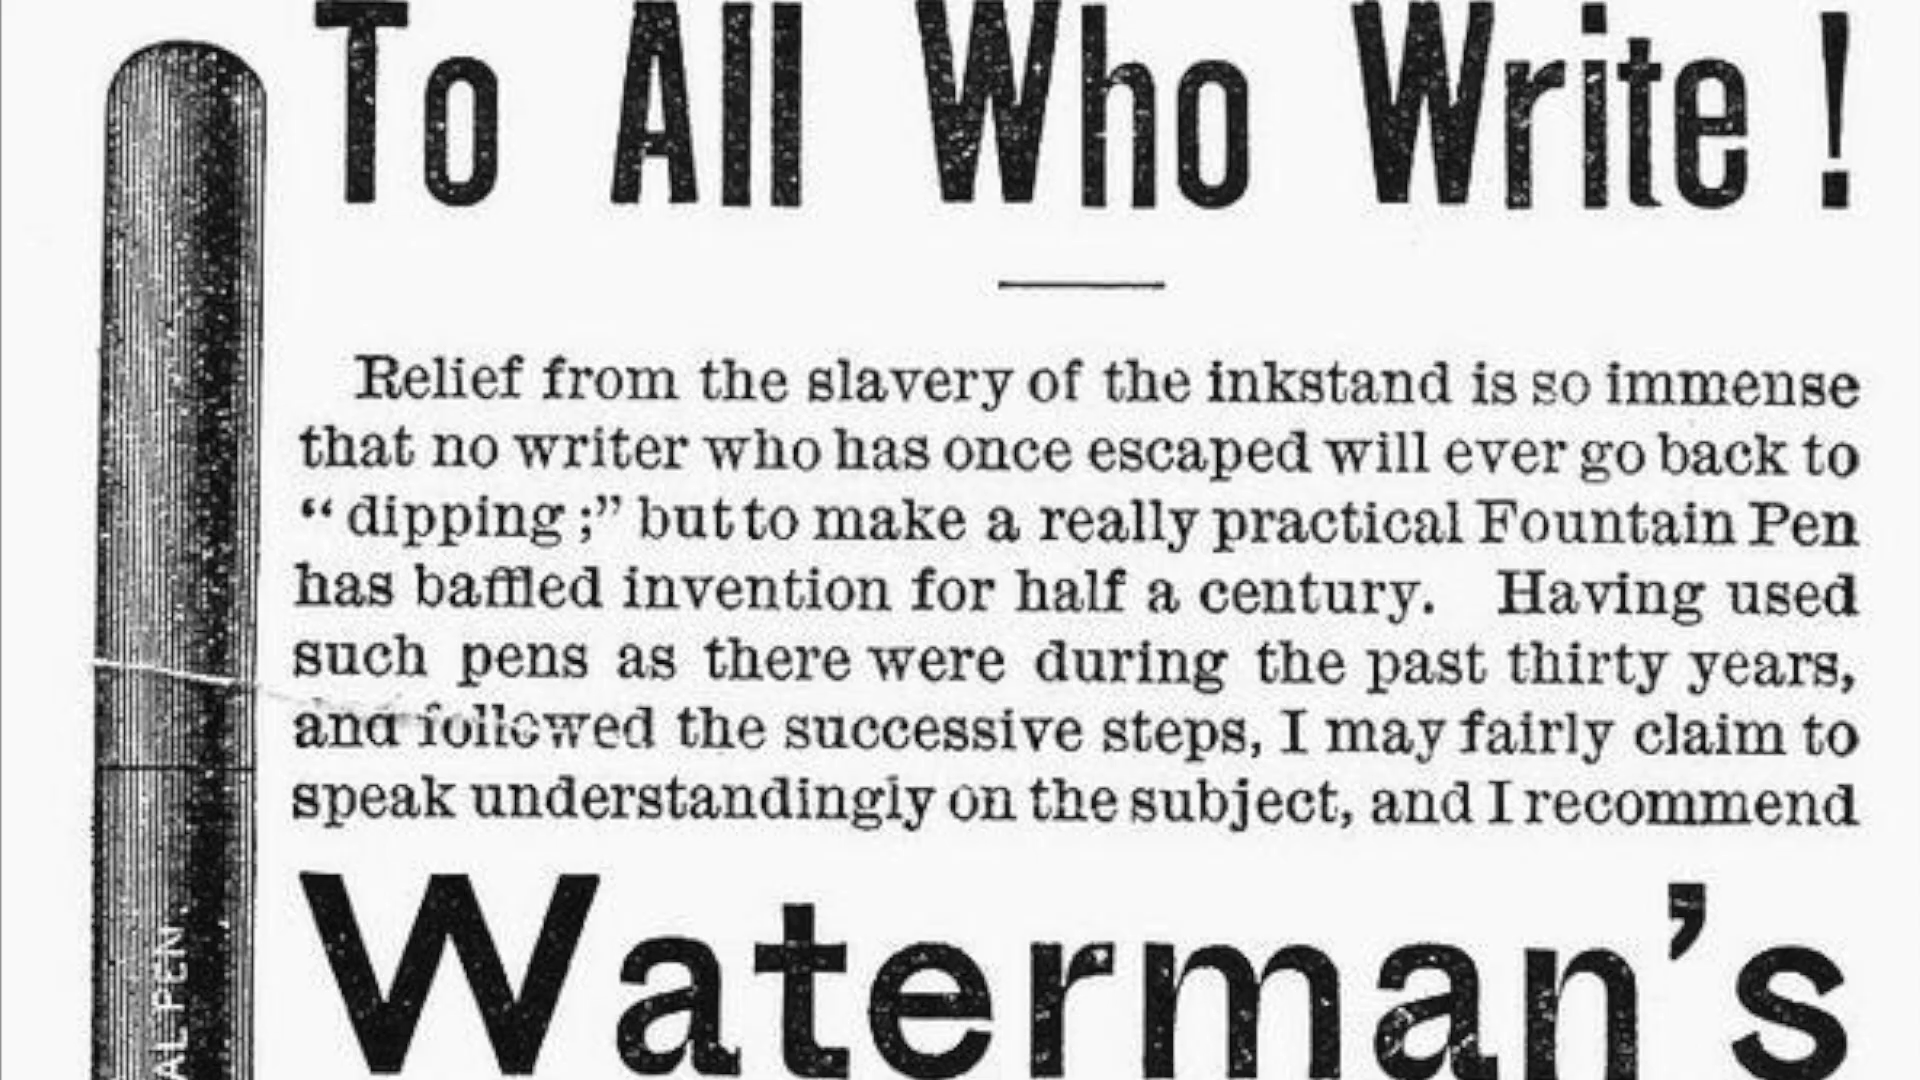 To All Who Write !
Relief from the slavery of the inkstand is so immense
that no writer who has once escaped will ever go back to
“ dipping ;” but to make a really practical Fountain Pen
has baffled invention for half a century. Having used
such pens as there were during the past thirty years,
and followed the successive steps, I may fairly claim to
speak understandingly on the subject, and I recommend
Waterman’s
AL PEN